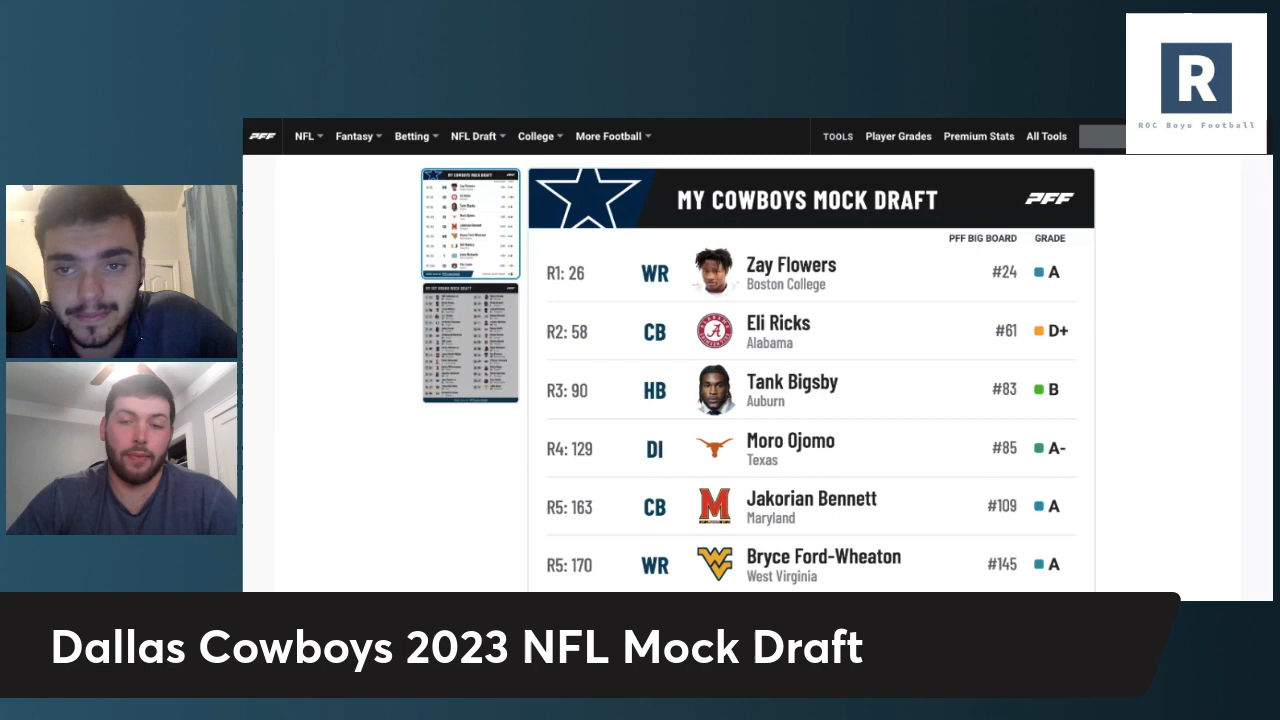 R
ROC Boys Football
PFF NFL Fantasy Betting NFL Draft College More Football TOOLS Player Grades Premium Stats All Tools
MY COWBOYS MOCK DRAFT PFF
PFF BIG BOARD GRADE
R1: 26 WR Zay Flowers #24 A
Boston College
R2: 58 CB Eli Ricks #61 D+
Alabama
R3: 90 HB Tank Bigsby #83 B
Auburn
R4: 129 DI Moro Ojomo #85 A-
Texas
R5: 163 CB Jakorian Bennett #109 A
Maryland
R5: 170 WR Bryce Ford-Wheaton #145 A
West Virginia
Dallas Cowboys 2023 NFL Mock Draft